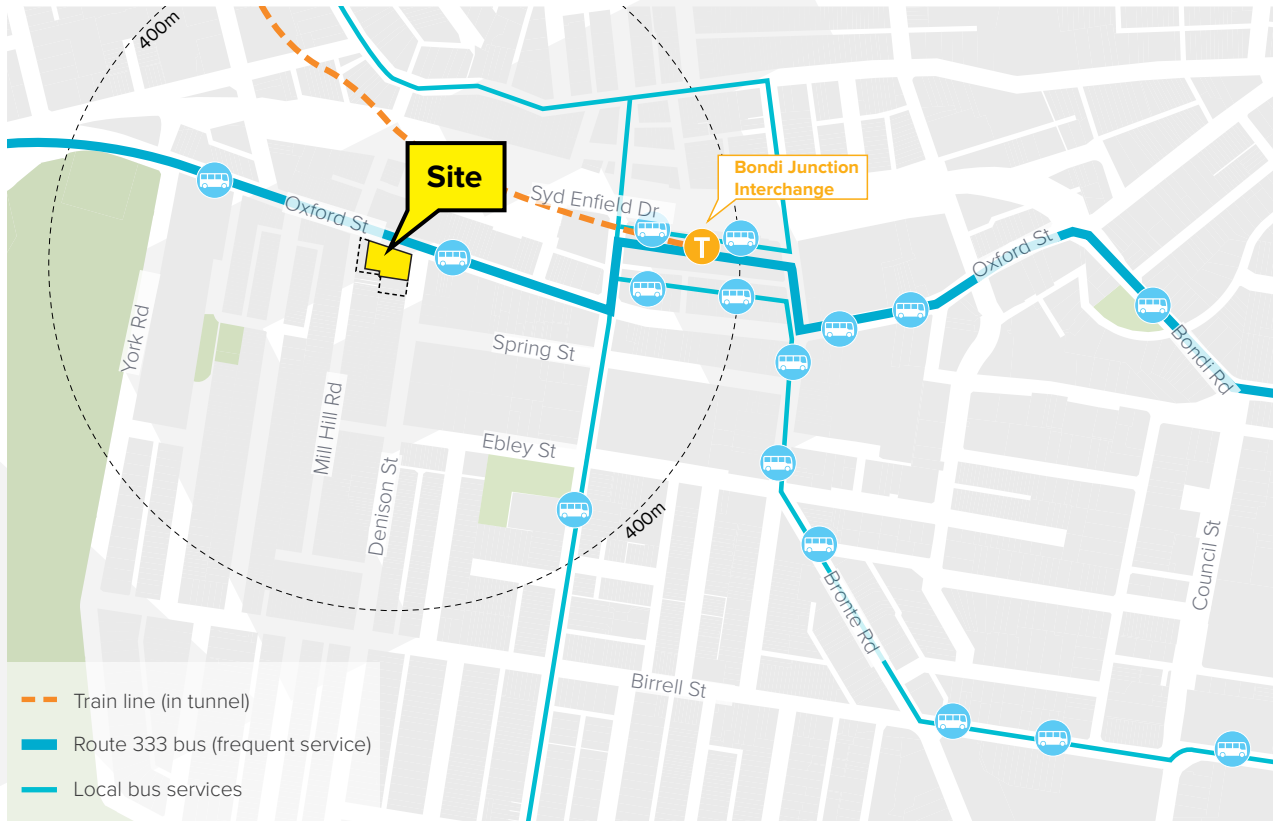 400m
Site
Bondi Junction
Interchange
Syd Enfield Dr
Oxford St
T
Oxford St
York Rd
Spring St
Bondi Rd
Mill Hill Rd
Ebley St
Denison St
400m
Council St
Bronte Rd
Birrell St
Train line (in tunnel)
Route 333 bus (frequent service)
Local bus services